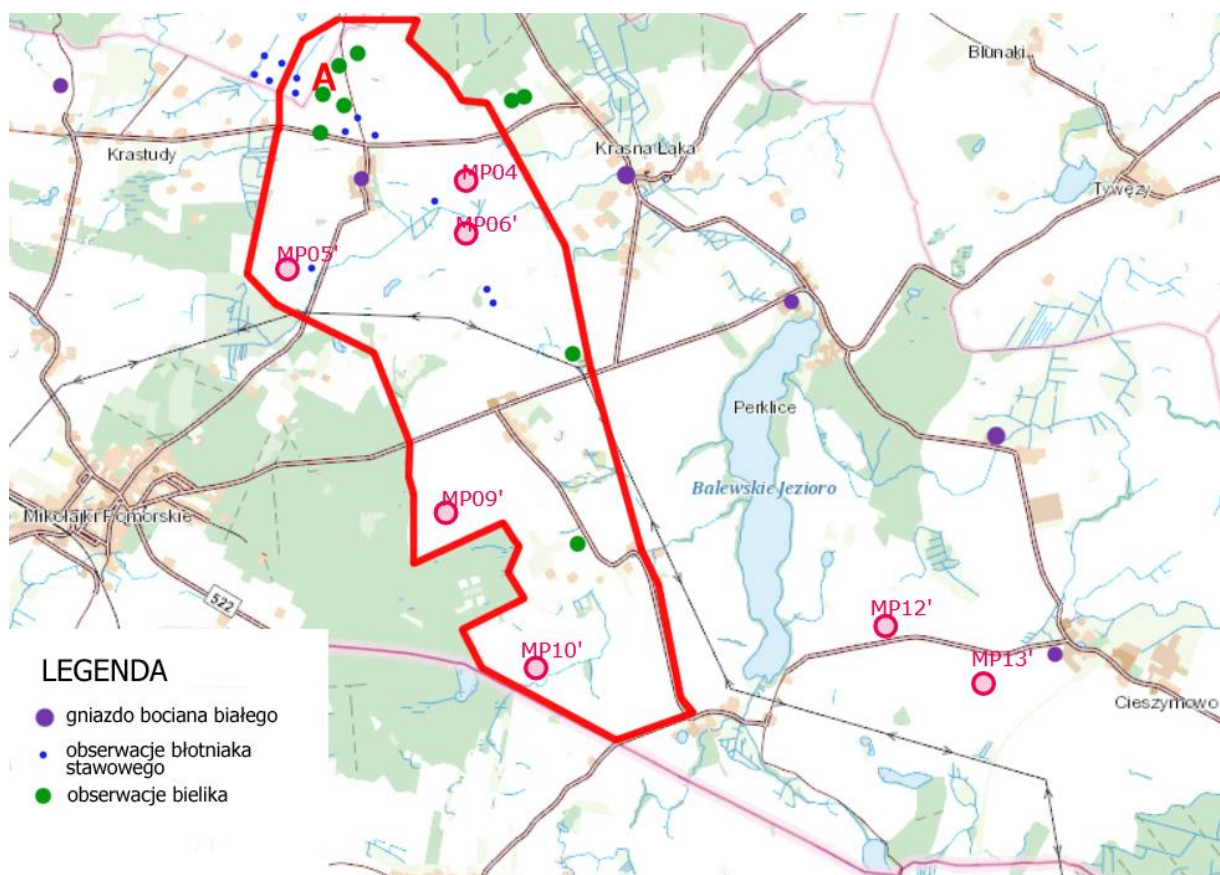 Blunaki
A
Krastudy
Krasna Łąka
MP04
Tywęzy
MP06'
MP05'
Perklice
Balewskie Jezioro
MP09'
Mikołajki Pomorskie
522
MP12'
MP10'
MP13'
Cieszymowo
LEGENDA
gniazdo bociana białego
obserwacje błotniaka
stawowego
obserwacje bielika